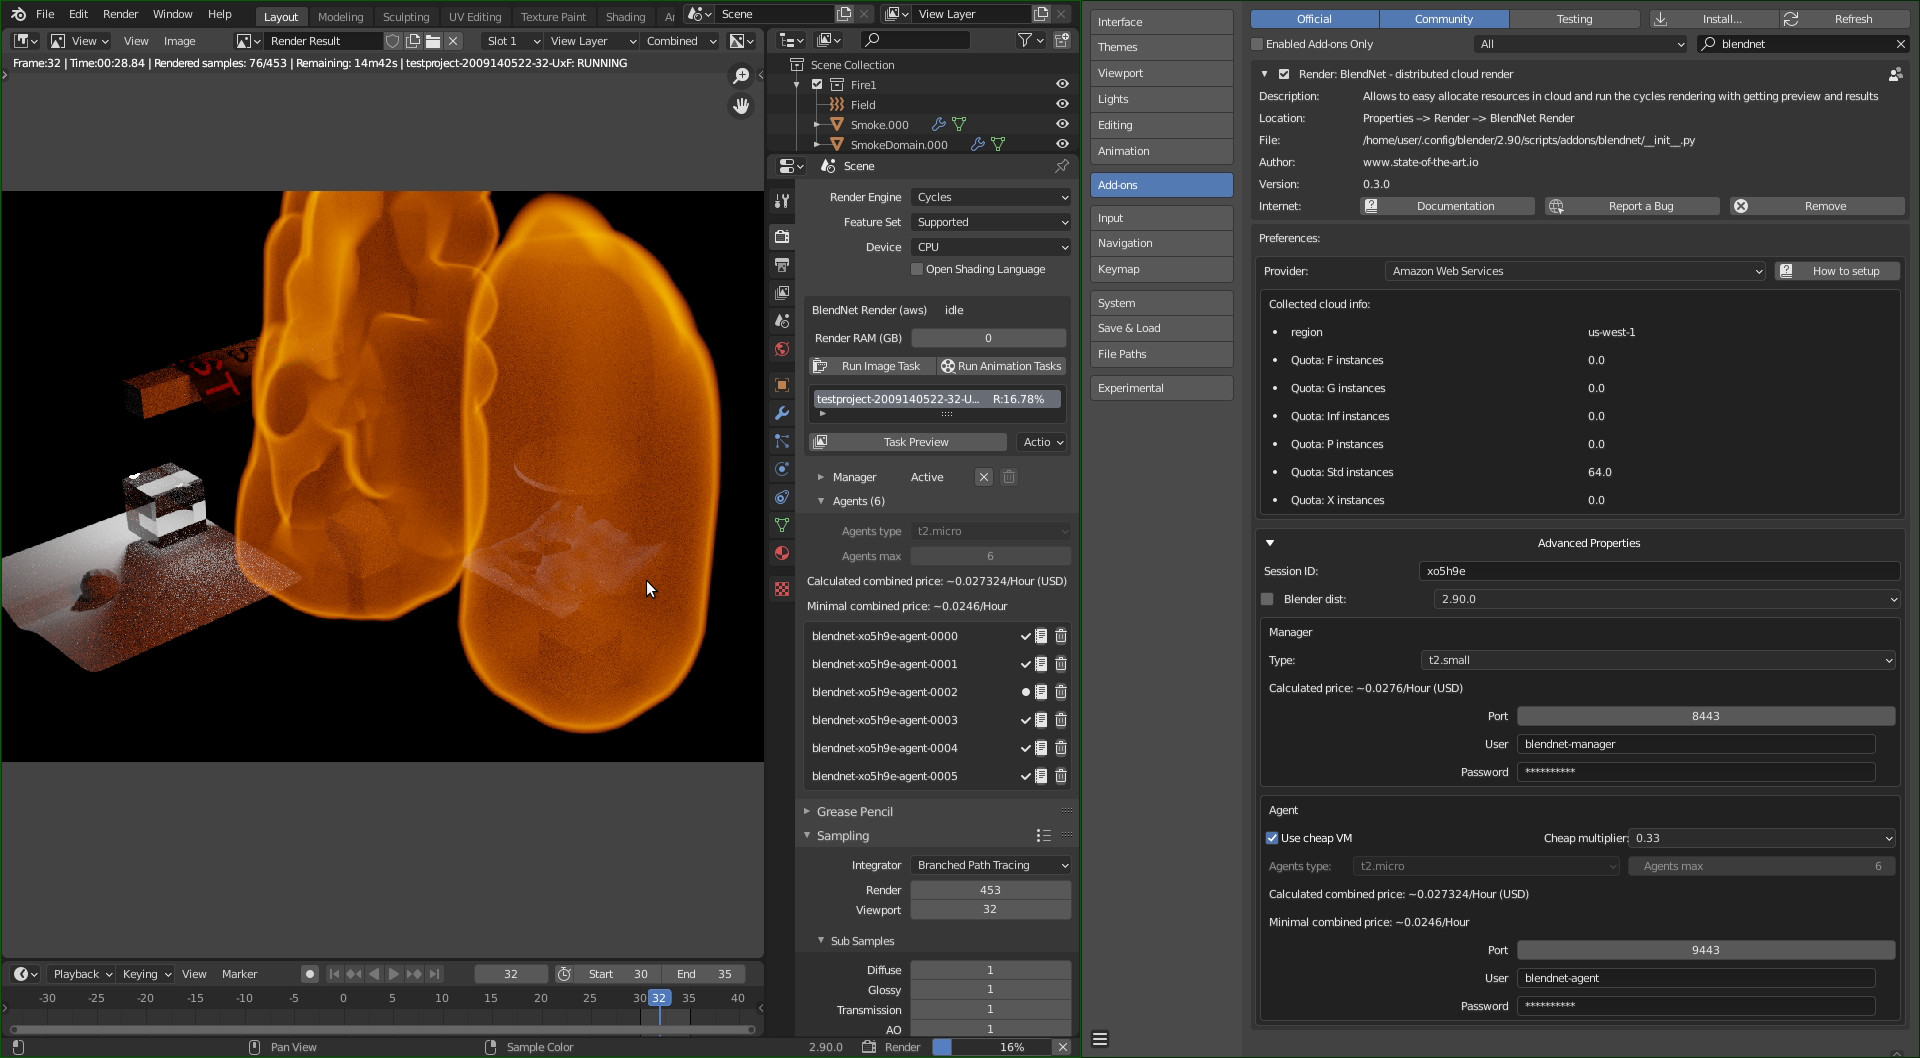 File Edit Render Window Help Layout Modeling Sculpting UV Editing Texture Paint Shading Scene View Layer
View View Image Render Result Slot 1 View Layer Combined
Frame:32 | Time:00:28.84 | Rendered samples: 76/453 | Remaining: 14m42s | testproject-2009140522-32-UxF: RUNNING
Scene Collection
Fire1
Field
Smoke.000
SmokeDomain.000
Scene
Render Engine Cycles
Feature Set Supported
Device CPU
Open Shading Language
BlendNet Render (aws) idle
Render RAM (GB) 0
Run Image Task Run Animation Tasks
testproject-2009140522-32-U... R:16.78%
Task Preview Actio
Manager Active
Agents (6)
Agents type t2.micro
Agents max 6
Calculated combined price: ~0.027324/Hour (USD)
Minimal combined price: ~0.0246/Hour
blendnet-xo5h9e-agent-0000
blendnet-xo5h9e-agent-0001
blendnet-xo5h9e-agent-0002
blendnet-xo5h9e-agent-0003
blendnet-xo5h9e-agent-0004
blendnet-xo5h9e-agent-0005
Grease Pencil
Sampling
Integrator Branched Path Tracing
Render 453
Viewport 32
Sub Samples
Diffuse 1
Glossy 1
Transmission 1
AO 1
Playback Keying View Marker 32 Start 30 End 35
-30 -25 -20 -15 -10 -5 0 5 10 15 20 25 30 32 35 40
Pan View Sample Color 2.90.0 Render 16%
Interface
Themes
Viewport
Lights
Editing
Animation
Add-ons
Input
Navigation
Keymap
System
Save & Load
File Paths
Experimental
Official Community Testing Install... Refresh
Enabled Add-ons Only All blendnet
Render: BlendNet - distributed cloud render
Description: Allows to easy allocate resources in cloud and run the cycles rendering with getting preview and results
Location: Properties --> Render --> BlendNet Render
File: /home/user/.config/blender/2.90/scripts/addons/blendnet/__init__.py
Author: www.state-of-the-art.io
Version: 0.3.0
Internet: Documentation Report a Bug Remove
Preferences:
Provider: Amazon Web Services How to setup
Collected cloud info:
• region us-west-1
• Quota: F instances 0.0
• Quota: G instances 0.0
• Quota: Inf instances 0.0
• Quota: P instances 0.0
• Quota: Std instances 64.0
• Quota: X instances 0.0
Advanced Properties
Session ID: xo5h9e
Blender dist: 2.90.0
Manager
Type: t2.small
Calculated price: ~0.0276/Hour (USD)
Port 8443
User blendnet-manager
Password **********
Agent
Use cheap VM Cheap multiplier: 0.33
Agents type: t2.micro Agents max 6
Calculated combined price: ~0.027324/Hour (USD)
Minimal combined price: ~0.0246/Hour
Port 9443
User blendnet-agent
Password **********